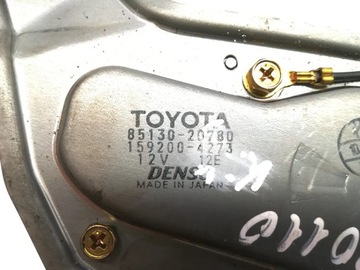 TOYOTA
85130-20780
159200-4273
12V 12E
DENSO
MADE IN JAPAN